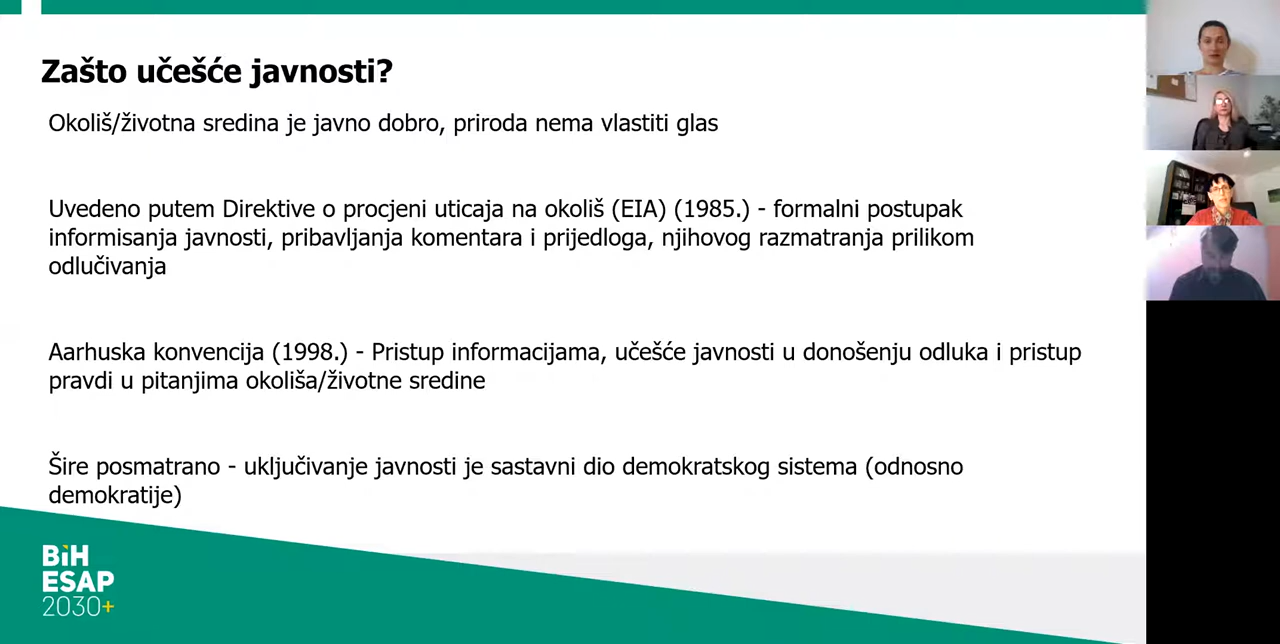 Zašto učešće javnosti?
Okoliš/životna sredina je javno dobro, priroda nema vlastiti glas
Uvedeno putem Direktive o procjeni uticaja na okoliš (EIA) (1985.) - formalni postupak
informisanja javnosti, pribavljanja komentara i prijedloga, njihovog razmatranja prilikom
odlučivanja
Aarhuska konvencija (1998.) - Pristup informacijama, učešće javnosti u donošenju odluka i pristup
pravdi u pitanjima okoliša/životne sredine
Šire posmatrano - uključivanje javnosti je sastavni dio demokratskog sistema (odnosno
demokratije)
BiH
ESAP
2030+